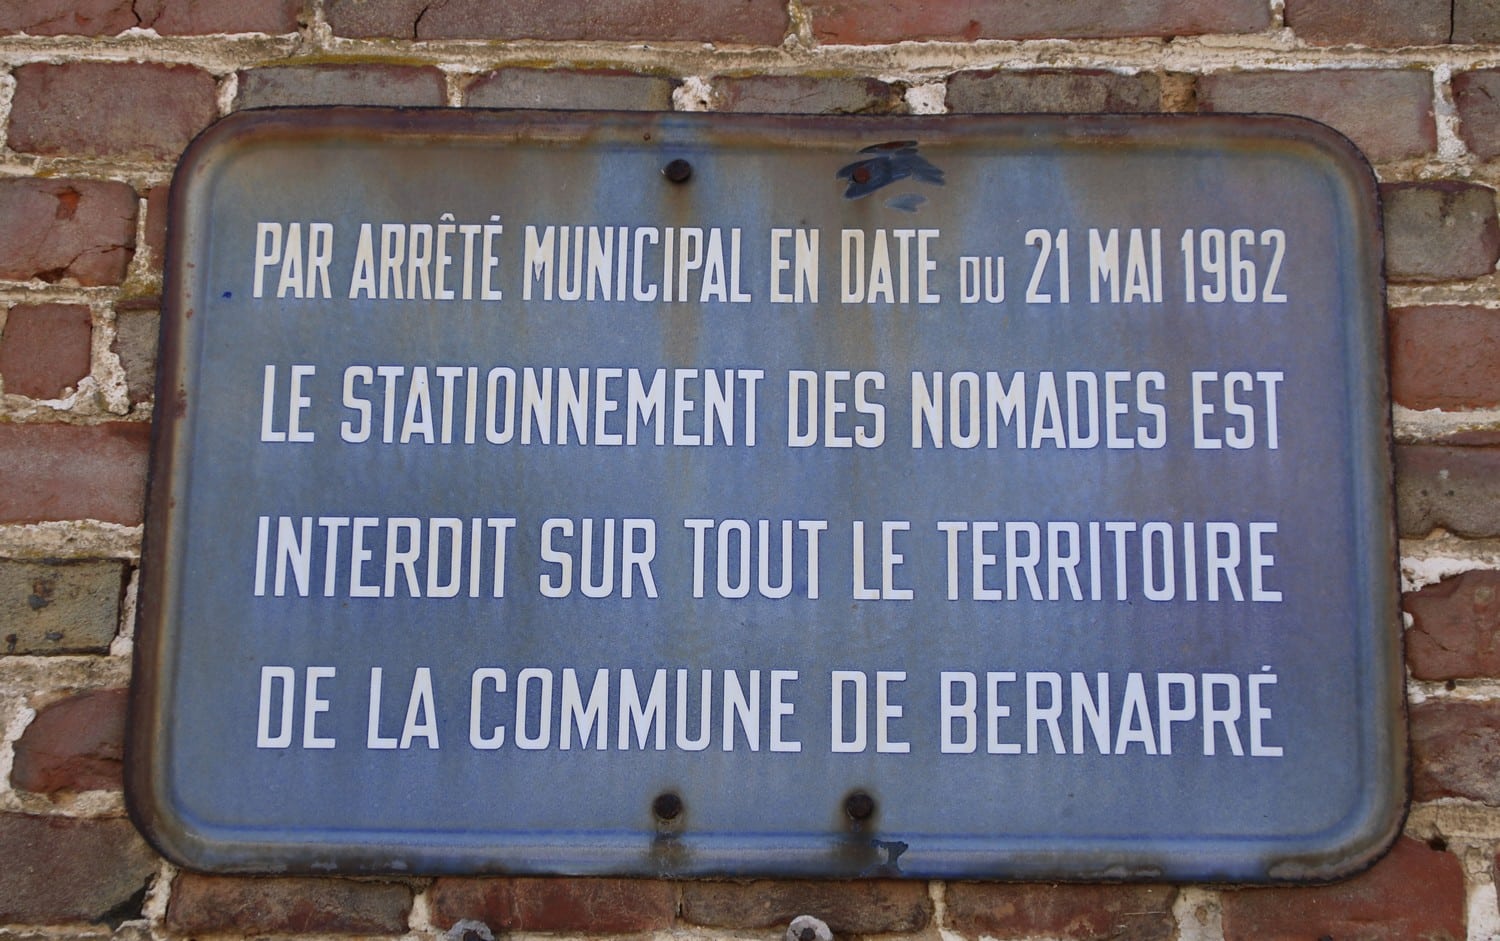 PAR ARRÊTÉ MUNICIPAL EN DATE DU 21 MAI 1962
LE STATIONNEMENT DES NOMADES EST
INTERDIT SUR TOUT LE TERRITOIRE
DE LA COMMUNE DE BERNAPRÉ